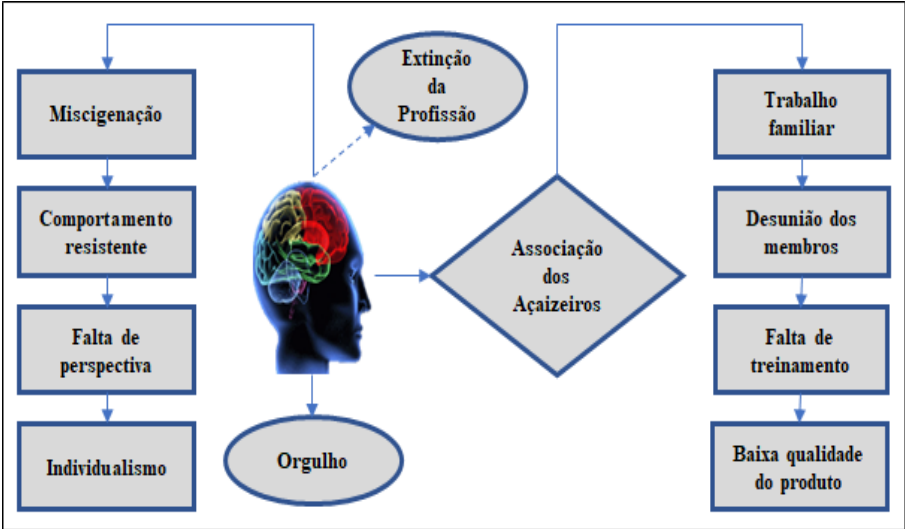 Miscigenação
Comportamento
resistente
Falta de
perspectiva
Individualismo
Extinção
da
Profissão
Orgulho
Associação
dos
Açaizeiros
Trabalho
familiar
Desunião dos
membros
Falta de
treinamento
Baixa qualidade
do produto